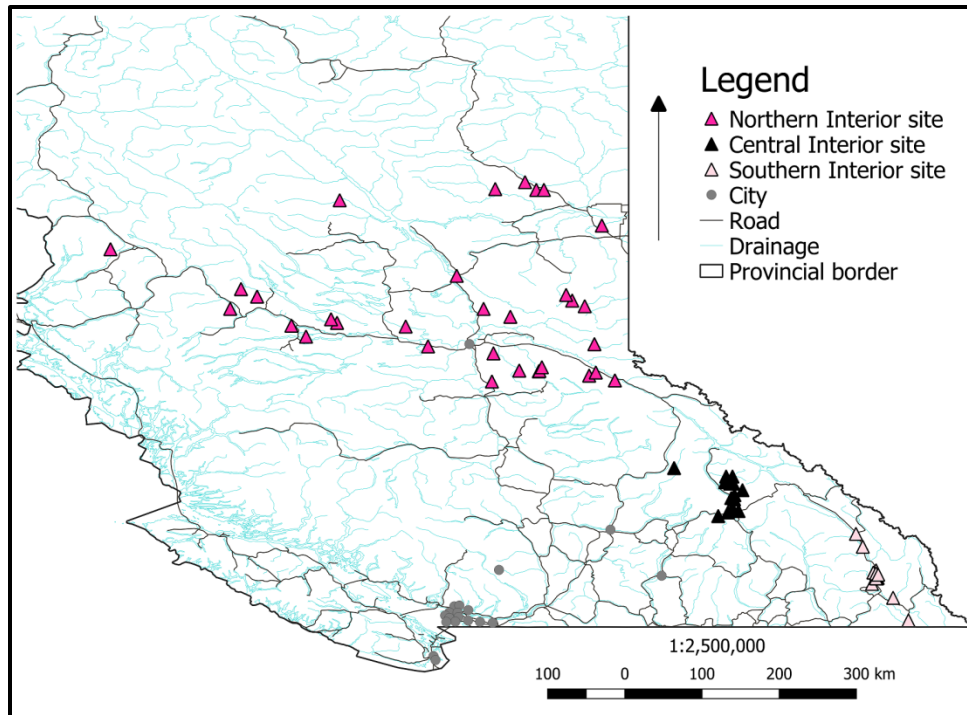 Legend
Northern Interior site
Central Interior site
Southern Interior site
City
Road
Drainage
Provincial border
1:2,500,000
100 0 100 200 300 km